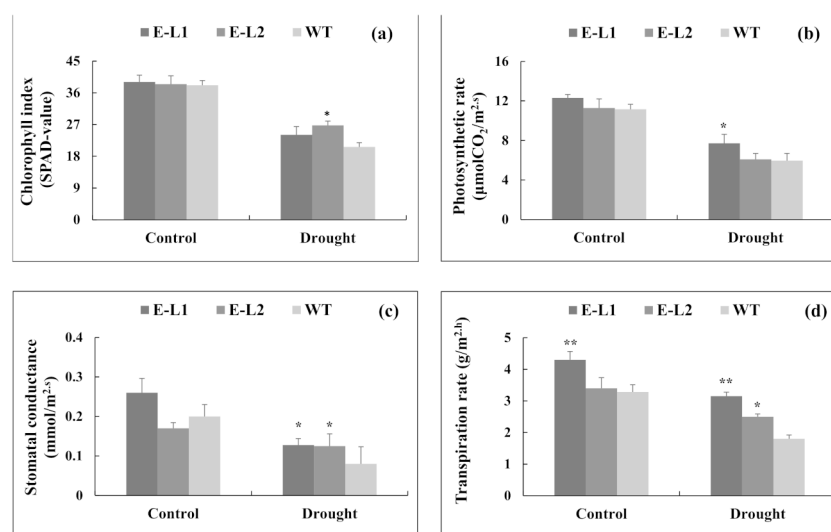 E-L1 E-L2 WT (a)
Chlorophyll index
(SPAD-value)
45
36
27
18
9
0
*
Control Drought
E-L1 E-L2 WT (b)
Photosynthetic rate
(μmolCO₂/m²·ˢ)
16
12
8
4
0
*
Control Drought
E-L1 E-L2 WT (c)
Stomatal conductance
(mmol/m²·ˢ)
0.4
0.3
0.2
0.1
0
* *
Control Drought
E-L1 E-L2 WT (d)
Transpiration rate (g/m²·ʰ)
5
4
3
2
1
0
** ** *
Control Drought